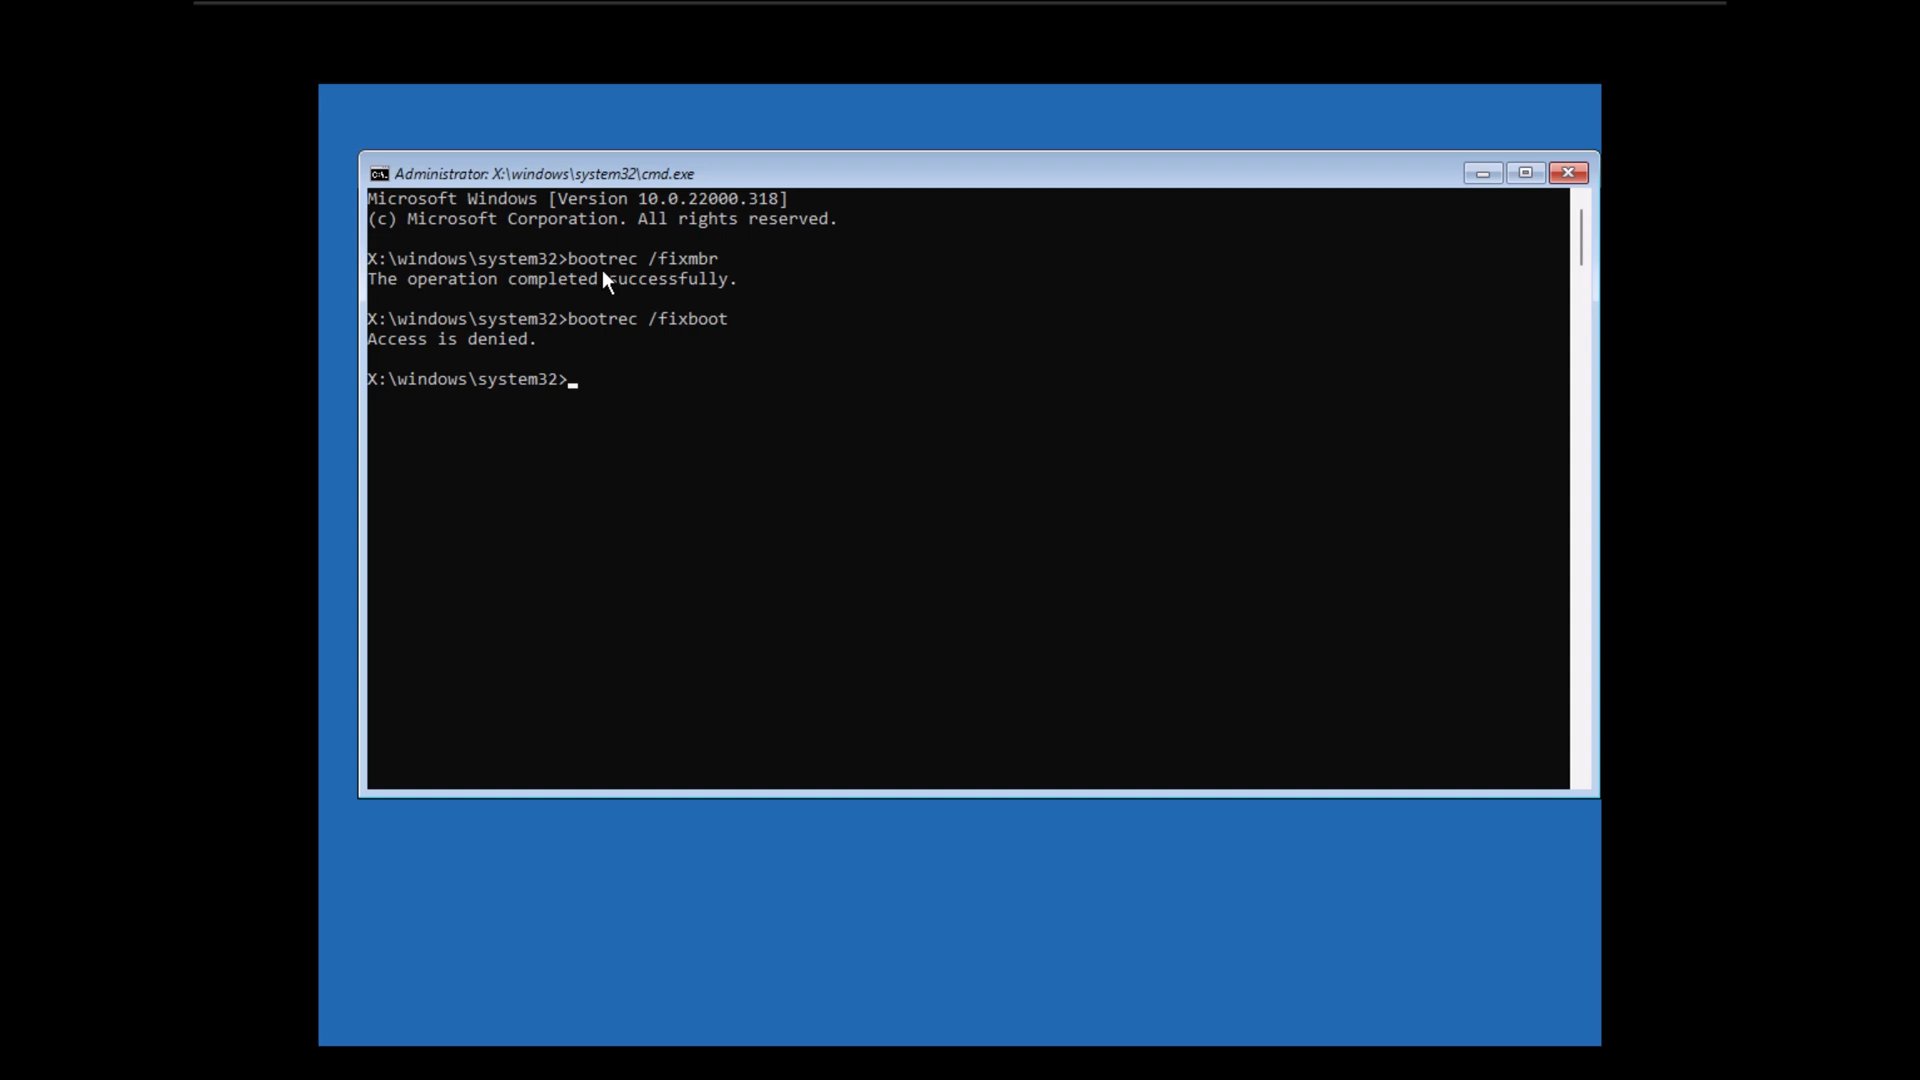 Administrator: X:\windows\system32\cmd.exe
Microsoft Windows [Version 10.0.22000.318]
(c) Microsoft Corporation. All rights reserved.
X:\windows\system32>bootrec /fixmbr
The operation completed successfully.
X:\windows\system32>bootrec /fixboot
Access is denied.
X:\windows\system32>